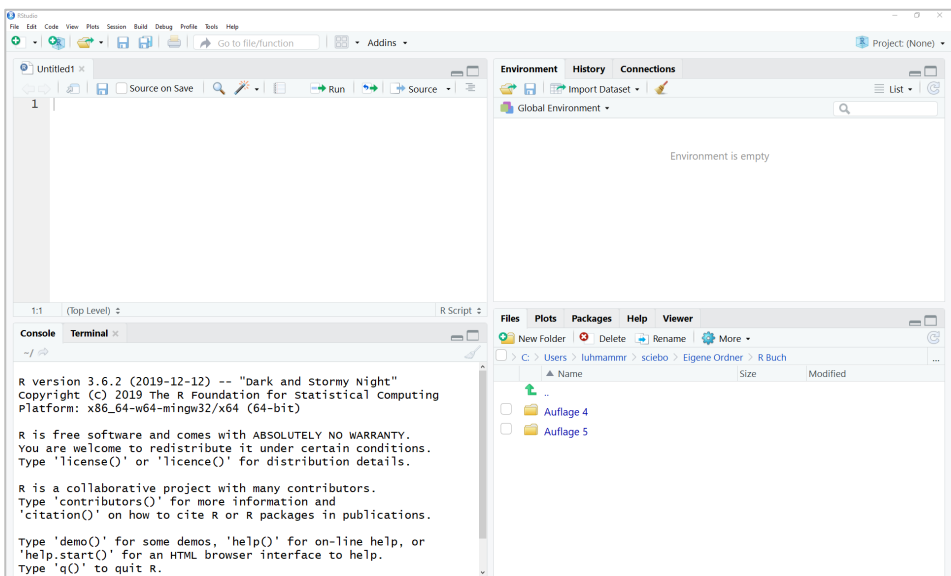 RStudio
File Edit Code View Plots Session Build Debug Profile Tools Help
Go to file/function Addins Project: (None)
Untitled1
Source on Save Run Source
1
1:1 (Top Level) R Script
Console Terminal
~/
R version 3.6.2 (2019-12-12) -- "Dark and Stormy Night"
Copyright (C) 2019 The R Foundation for Statistical Computing
Platform: x86_64-w64-mingw32/x64 (64-bit)
R is free software and comes with ABSOLUTELY NO WARRANTY.
You are welcome to redistribute it under certain conditions.
Type 'license()' or 'licence()' for distribution details.
R is a collaborative project with many contributors.
Type 'contributors()' for more information and
'citation()' on how to cite R or R packages in publications.
Type 'demo()' for some demos, 'help()' for on-line help, or
'help.start()' for an HTML browser interface to help.
Type 'q()' to quit R.
Environment History Connections
Import Dataset List
Global Environment
Environment is empty
Files Plots Packages Help Viewer
New Folder Delete Rename More
C: > Users > luhmammr > sciebo > Eigene Ordner > R Buch ...
Name Size Modified
..
Auflage 4
Auflage 5